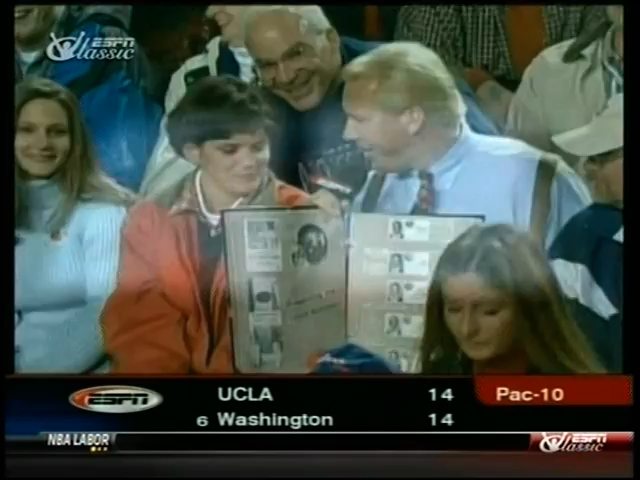 ESPN
Classic
ESPN
UCLA 14 Pac-10
6 Washington 14
NBA LABOR
ESPN
Classic